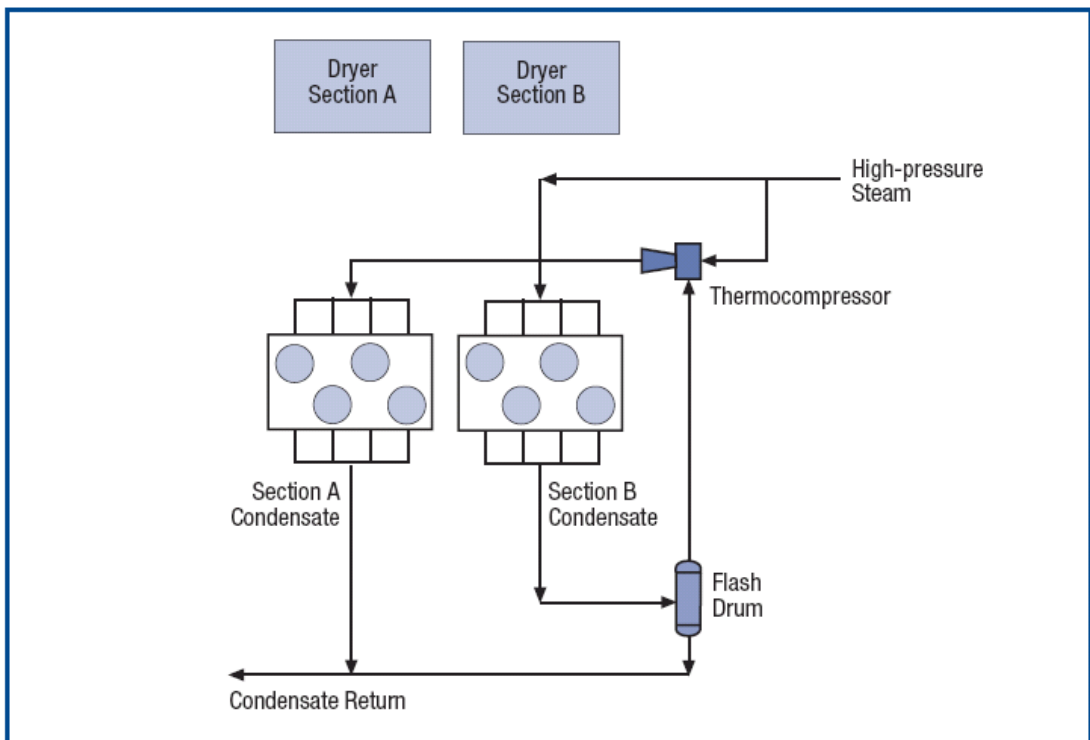 Dryer
Section A
Dryer
Section B
High-pressure
Steam
Thermocompressor
Section A
Condensate
Section B
Condensate
Flash
Drum
Condensate Return